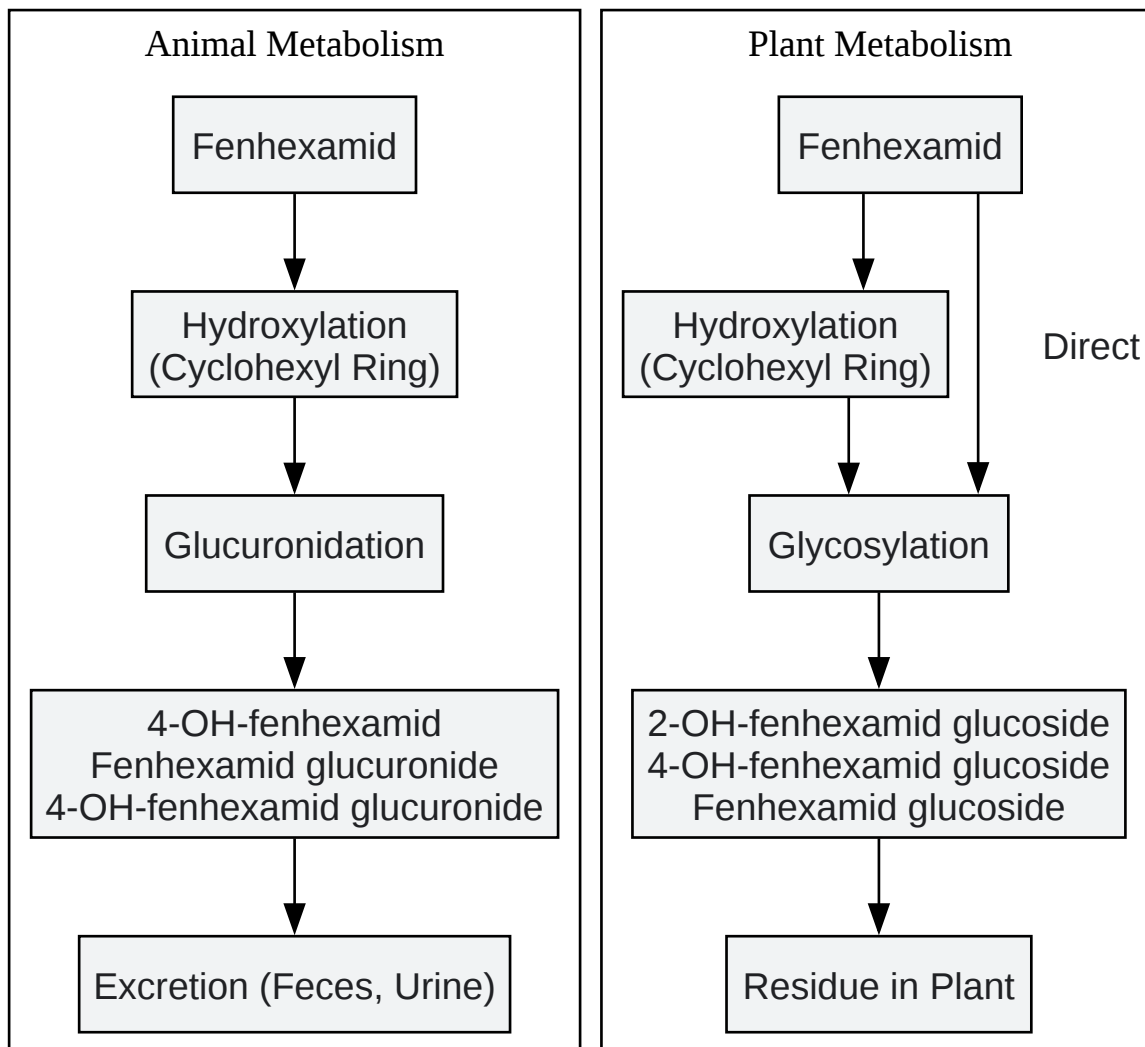 Animal Metabolism
Fenhexamid
Hydroxylation
(Cyclohexyl Ring)
Glucuronidation
4-OH-fenhexamid
Fenhexamid glucuronide
4-OH-fenhexamid glucuronide
Excretion (Feces, Urine)
Plant Metabolism
Fenhexamid
Hydroxylation
(Cyclohexyl Ring)
Direct
Glycosylation
2-OH-fenhexamid glucoside
4-OH-fenhexamid glucoside
Fenhexamid glucoside
Residue in Plant